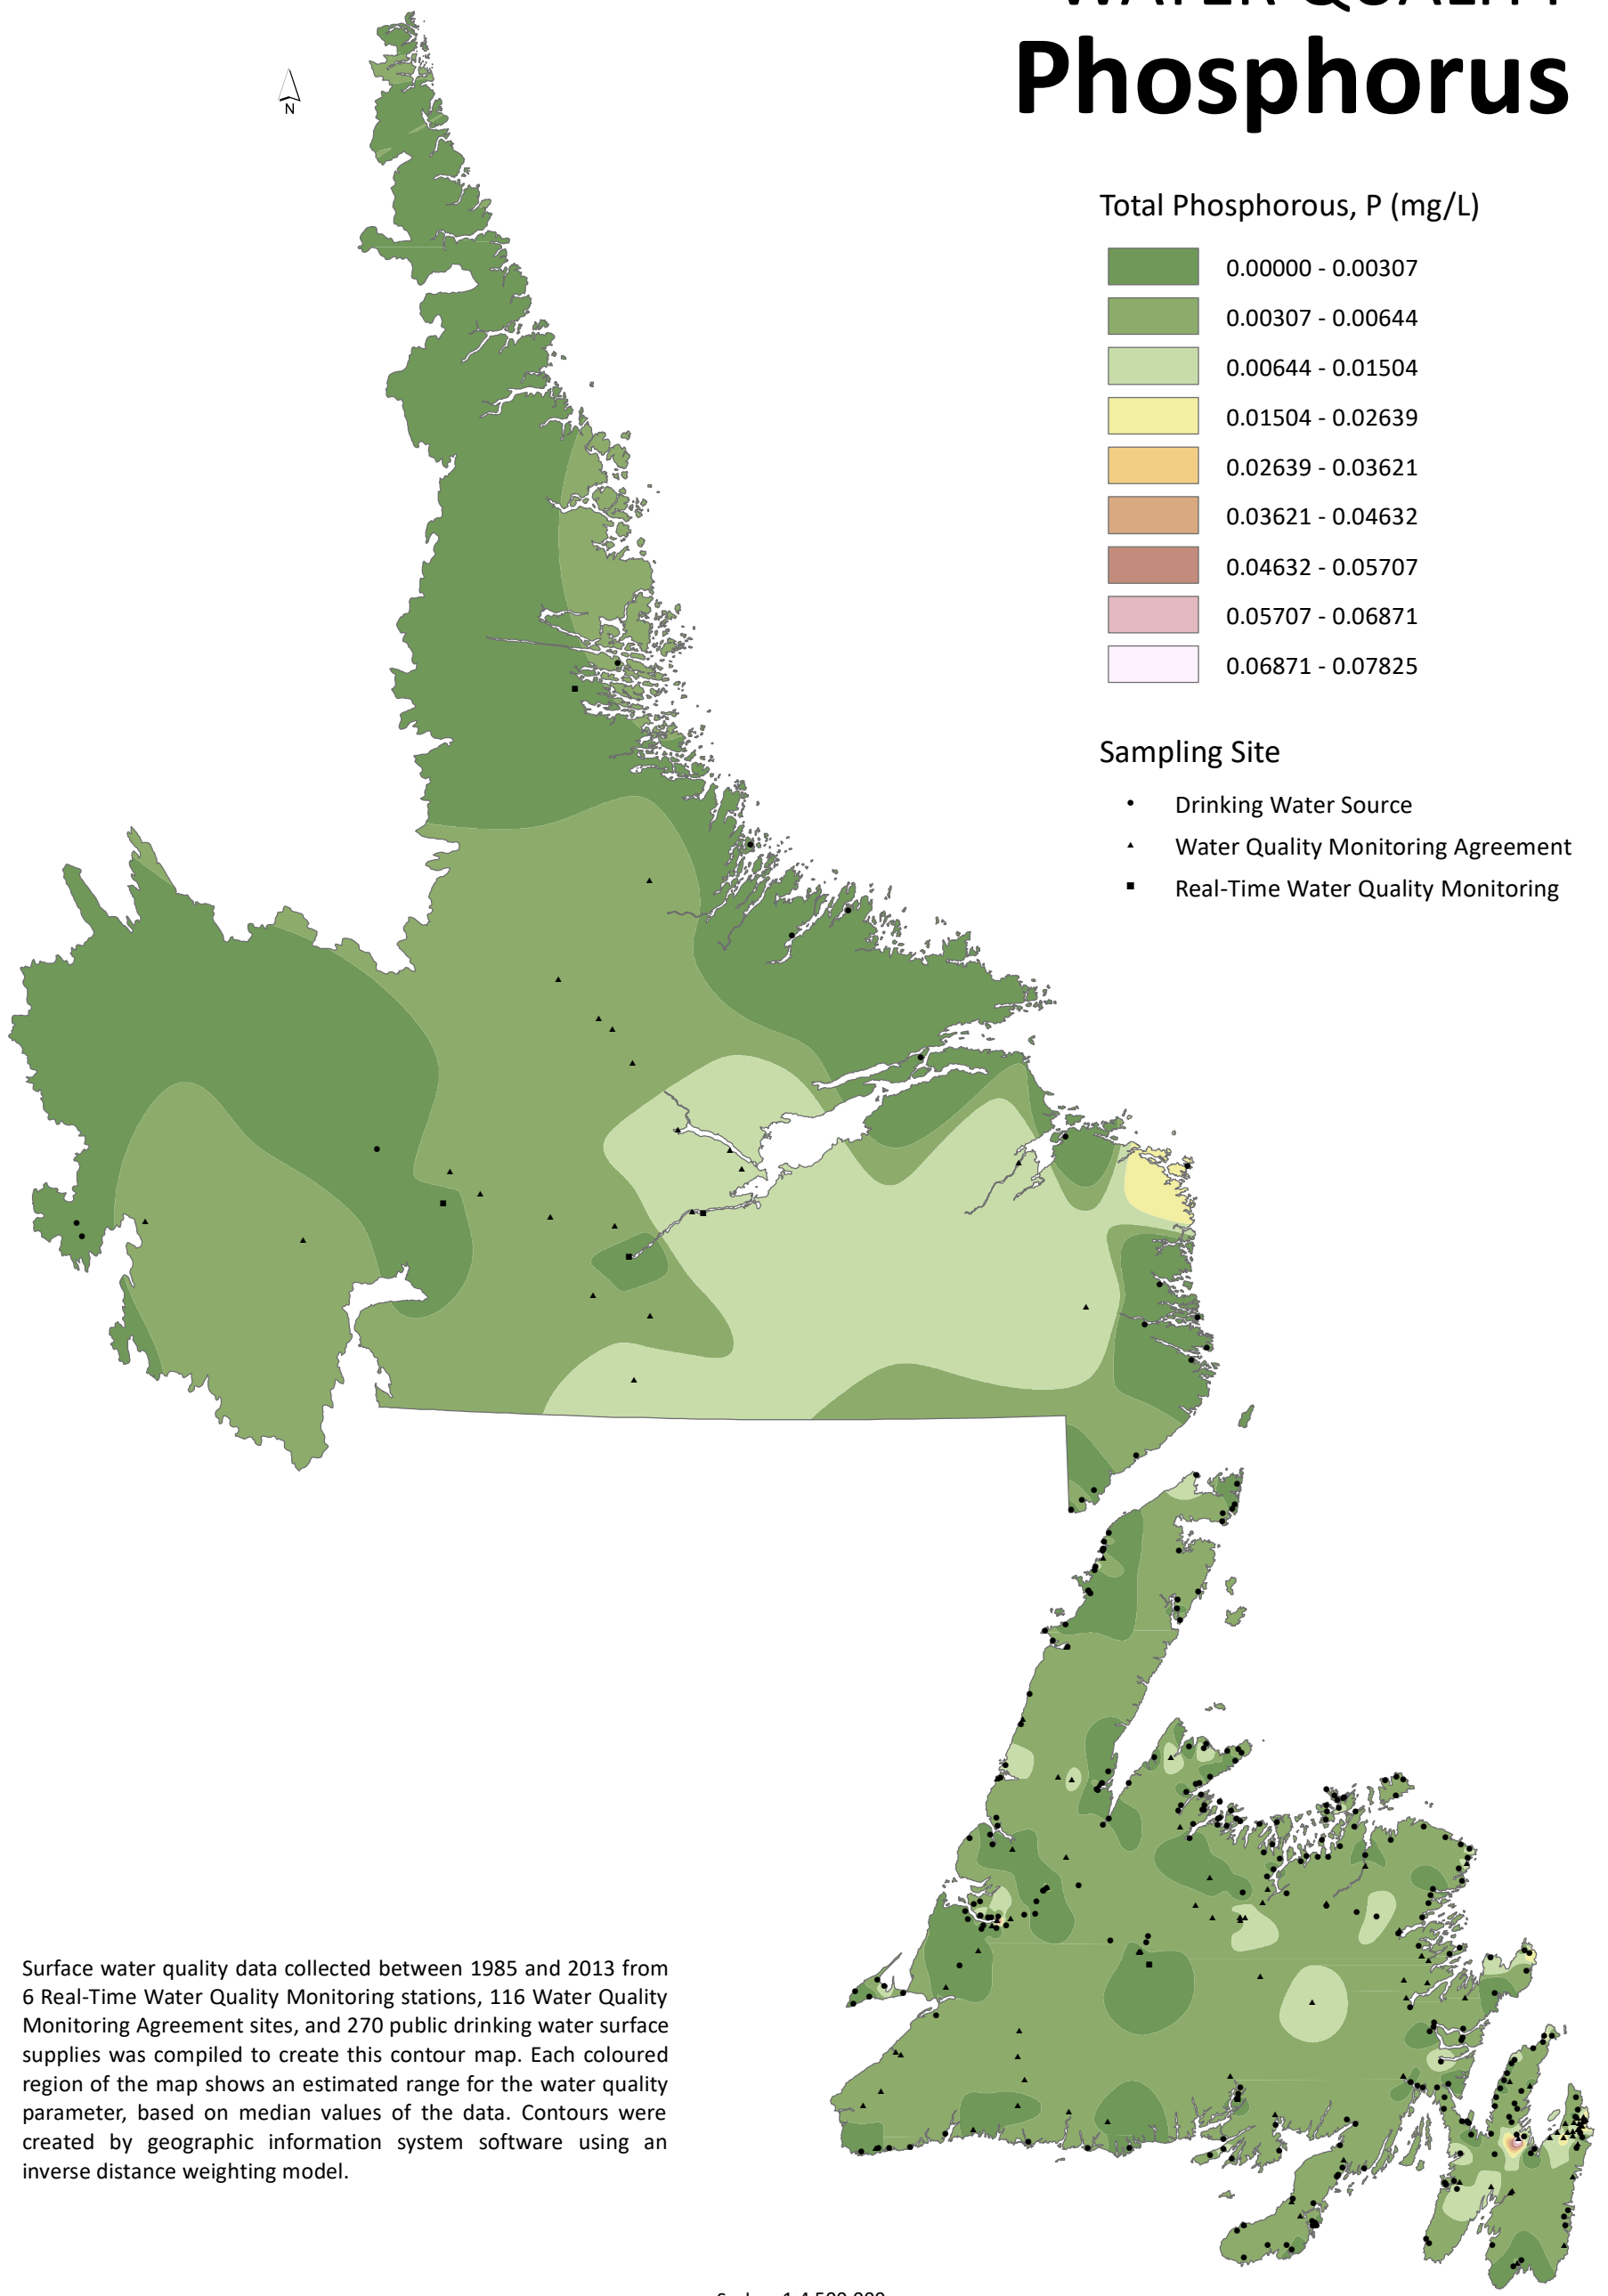 WATER QUALITY
Phosphorus
N
Total Phosphorous, P (mg/L)
0.00000 - 0.00307
0.00307 - 0.00644
0.00644 - 0.01504
0.01504 - 0.02639
0.02639 - 0.03621
0.03621 - 0.04632
0.04632 - 0.05707
0.05707 - 0.06871
0.06871 - 0.07825
Sampling Site
Drinking Water Source
Water Quality Monitoring Agreement
Real-Time Water Quality Monitoring
Surface water quality data collected between 1985 and 2013 from
6 Real-Time Water Quality Monitoring stations, 116 Water Quality
Monitoring Agreement sites, and 270 public drinking water surface
supplies was compiled to create this contour map. Each coloured
region of the map shows an estimated range for the water quality
parameter, based on median values of the data. Contours were
created by geographic information system software using an
inverse distance weighting model.